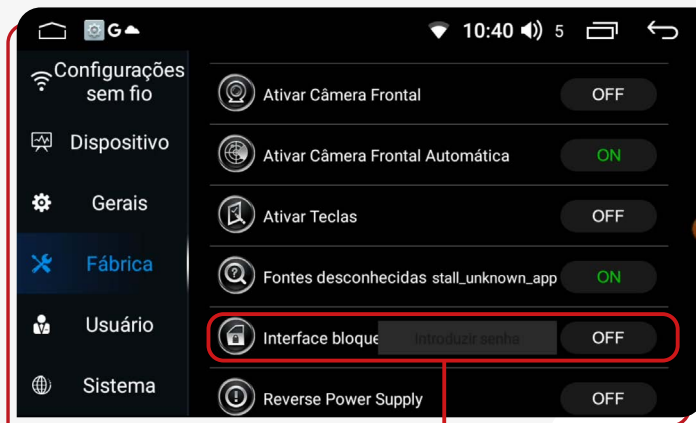 G
10:40
5
Configurações
sem fio
Dispositivo
Gerais
Fábrica
Usuário
Sistema
Ativar Câmera Frontal
OFF
Ativar Câmera Frontal Automática
ON
Ativar Teclas
OFF
Fontes desconhecidas stall_unknown_app
ON
Interface bloque
Introduzir senha
OFF
Reverse Power Supply
OFF